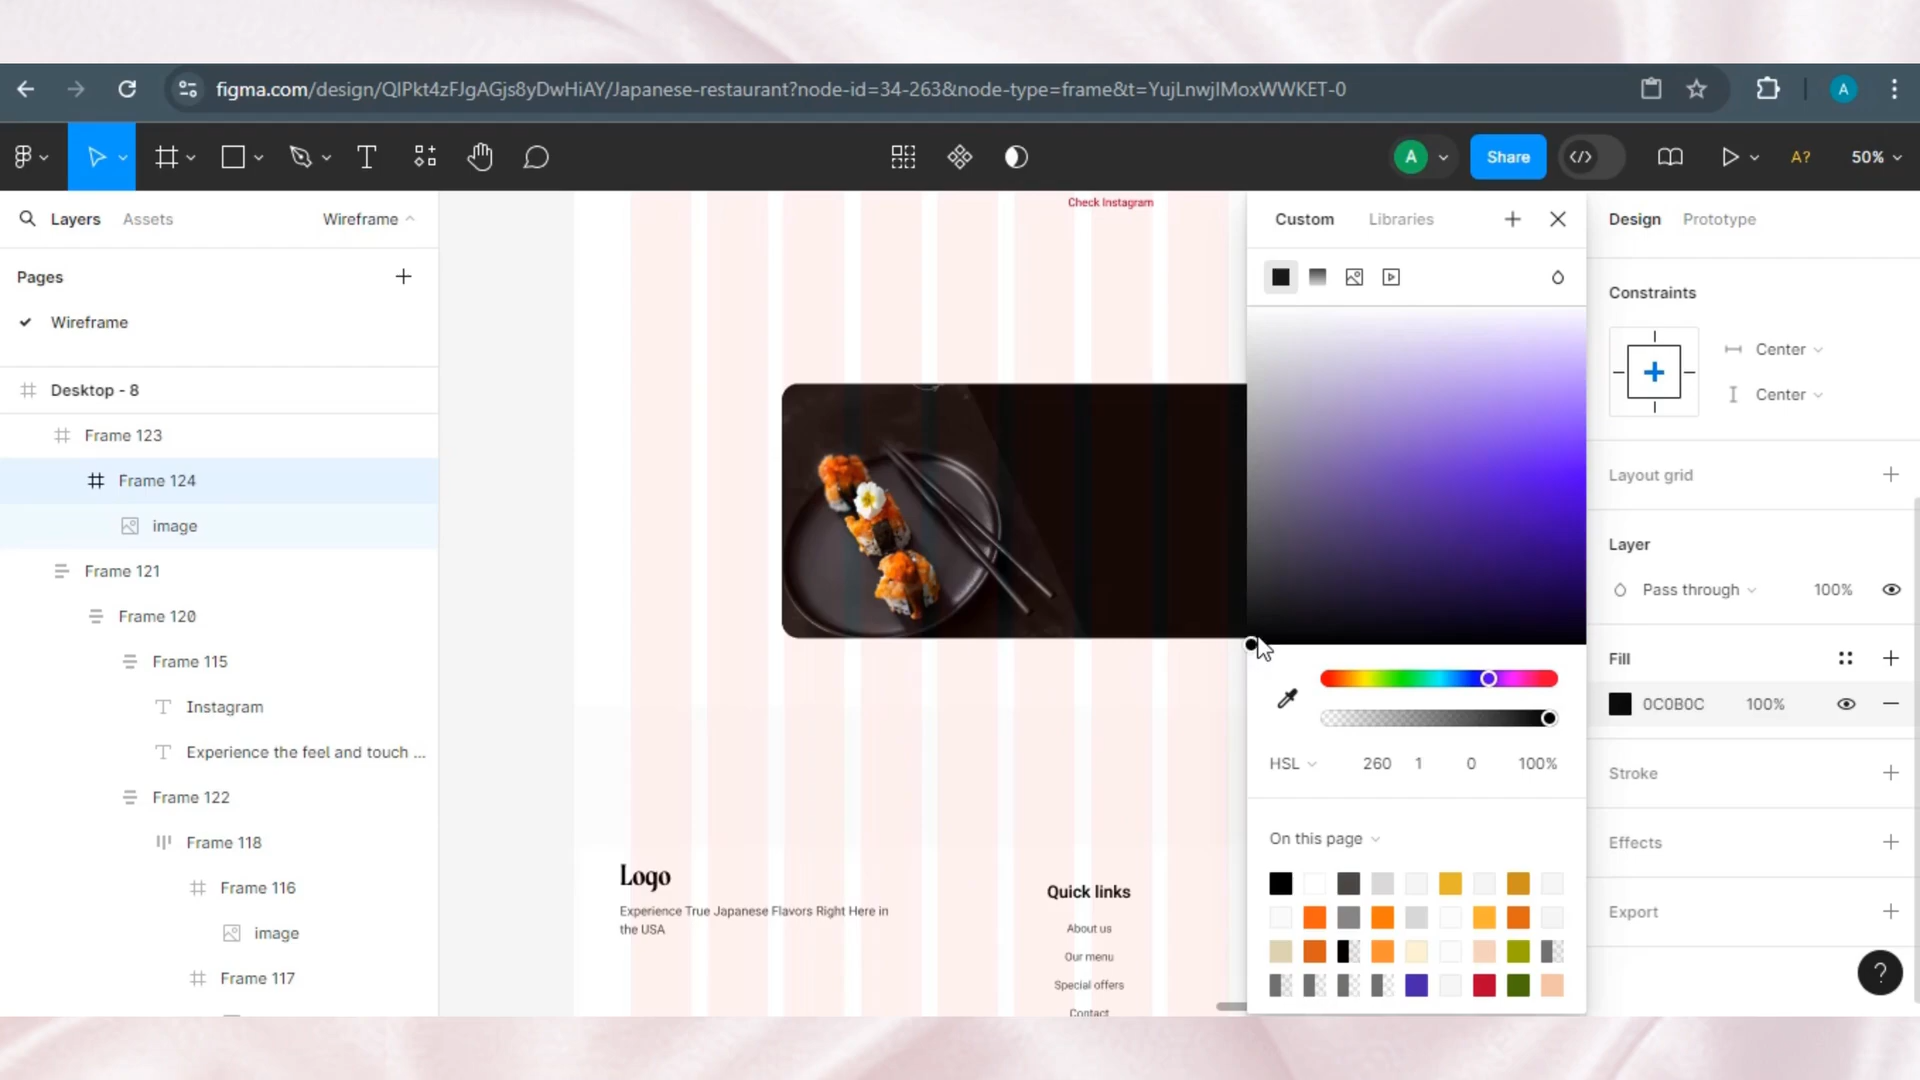 figma.com/design/QIPkt4zFJgAGjs8yDwHiAY/Japanese-restaurant?node-id=34-263&node-type=frame&t=YujLnwjIMoxWWKET-0
A
A
Share
A?
50%
Layers
Assets
Wireframe
Pages
Wireframe
Desktop - 8
Frame 123
Frame 124
image
Frame 121
Frame 120
Frame 115
Instagram
Experience the feel and touch ...
Frame 122
Frame 118
Frame 116
image
Frame 117
Check Instagram
Logo
Experience True Japanese Flavors Right Here in
the USA
Quick links
About us
Our menu
Special offers
Contact
Custom
Libraries
HSL 260 1 0 100%
On this page
Design
Prototype
Constraints
Center
Center
Layout grid
Layer
Pass through 100%
Fill
0C0B0C 100%
Stroke
Effects
Export
?